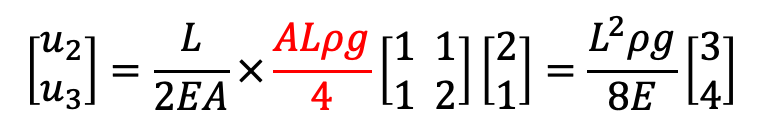 [u₂ u₃] = L/2EA × ALρg/4 [1 1; 1 2] [2; 1] = L²ρg/8E [3; 4]